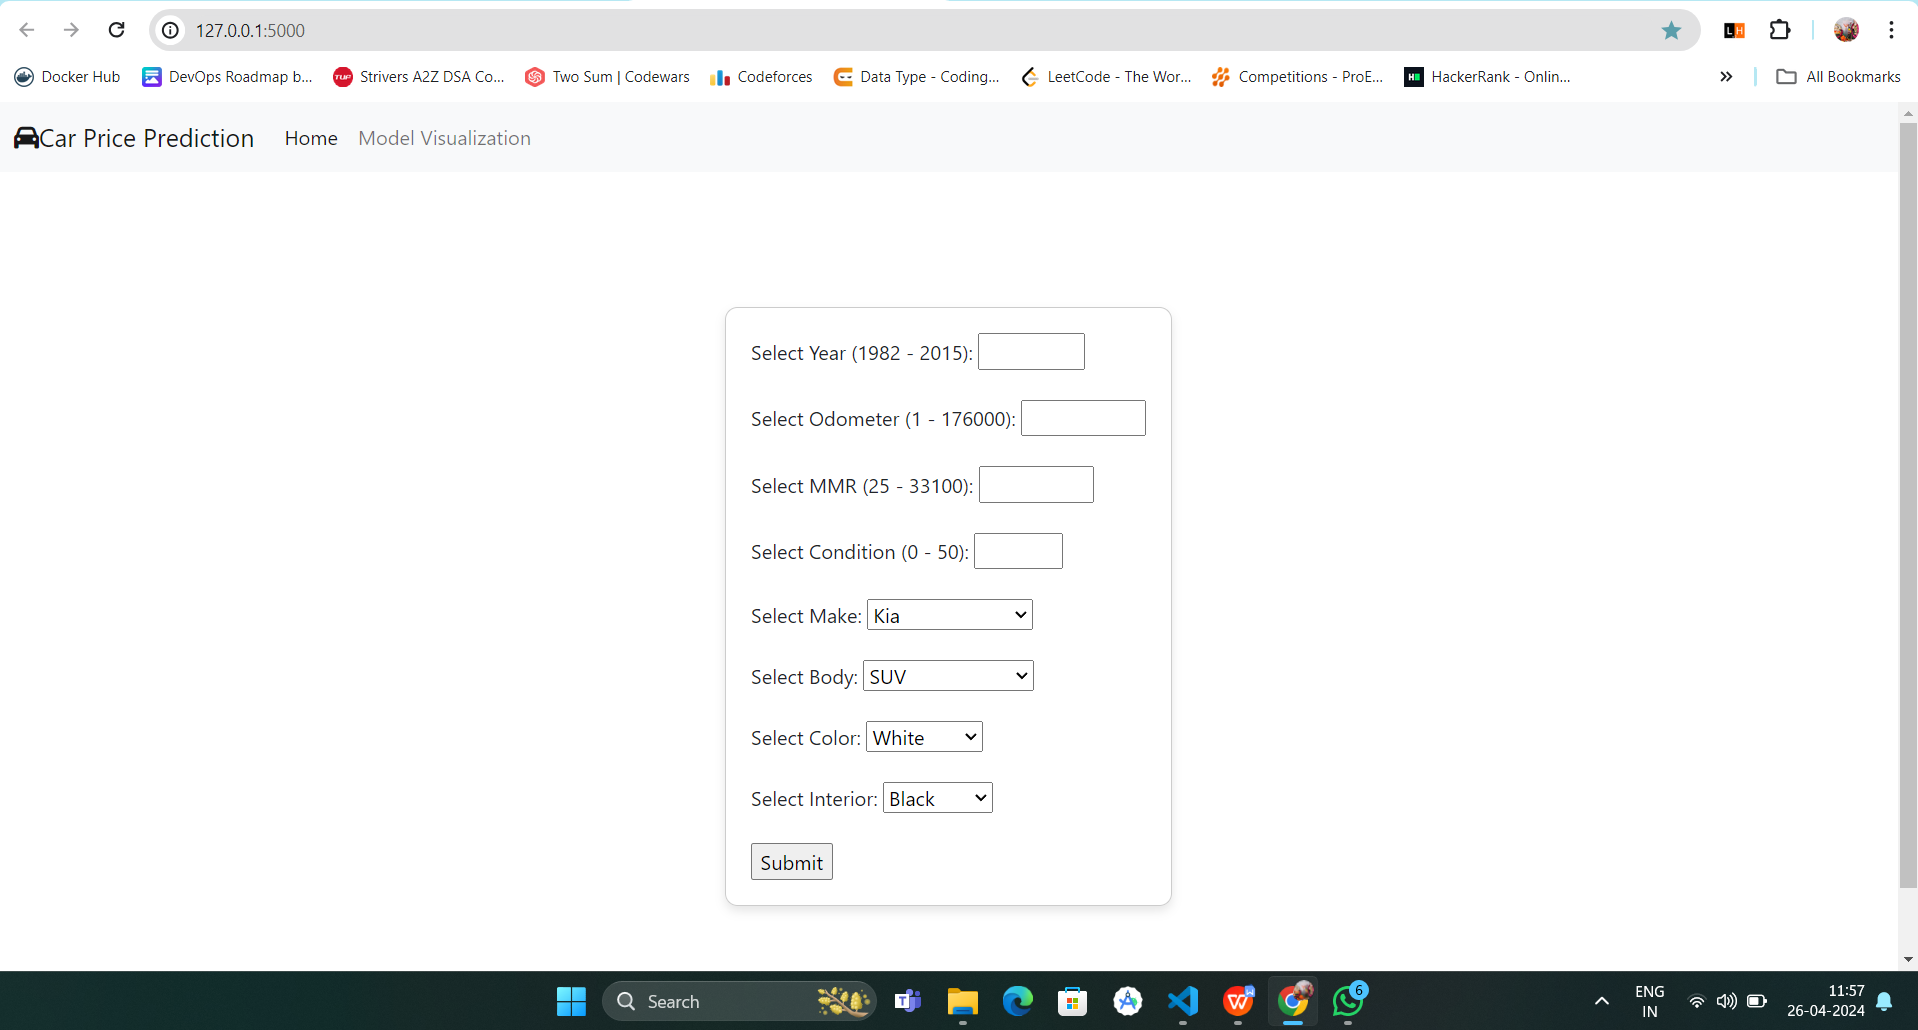 127.0.0.1:5000
LH
Docker Hub DevOps Roadmap b... TUF Strivers A2Z DSA Co... Two Sum | Codewars Codeforces Data Type - Coding... LeetCode - The Wor... Competitions - ProE... HackerRank - Onlin... » All Bookmarks
Car Price Prediction Home Model Visualization
Select Year (1982 - 2015):
Select Odometer (1 - 176000):
Select MMR (25 - 33100):
Select Condition (0 - 50):
Select Make: Kia
Select Body: SUV
Select Color: White
Select Interior: Black
Submit
Search 6 ENG 11:57
IN 26-04-2024